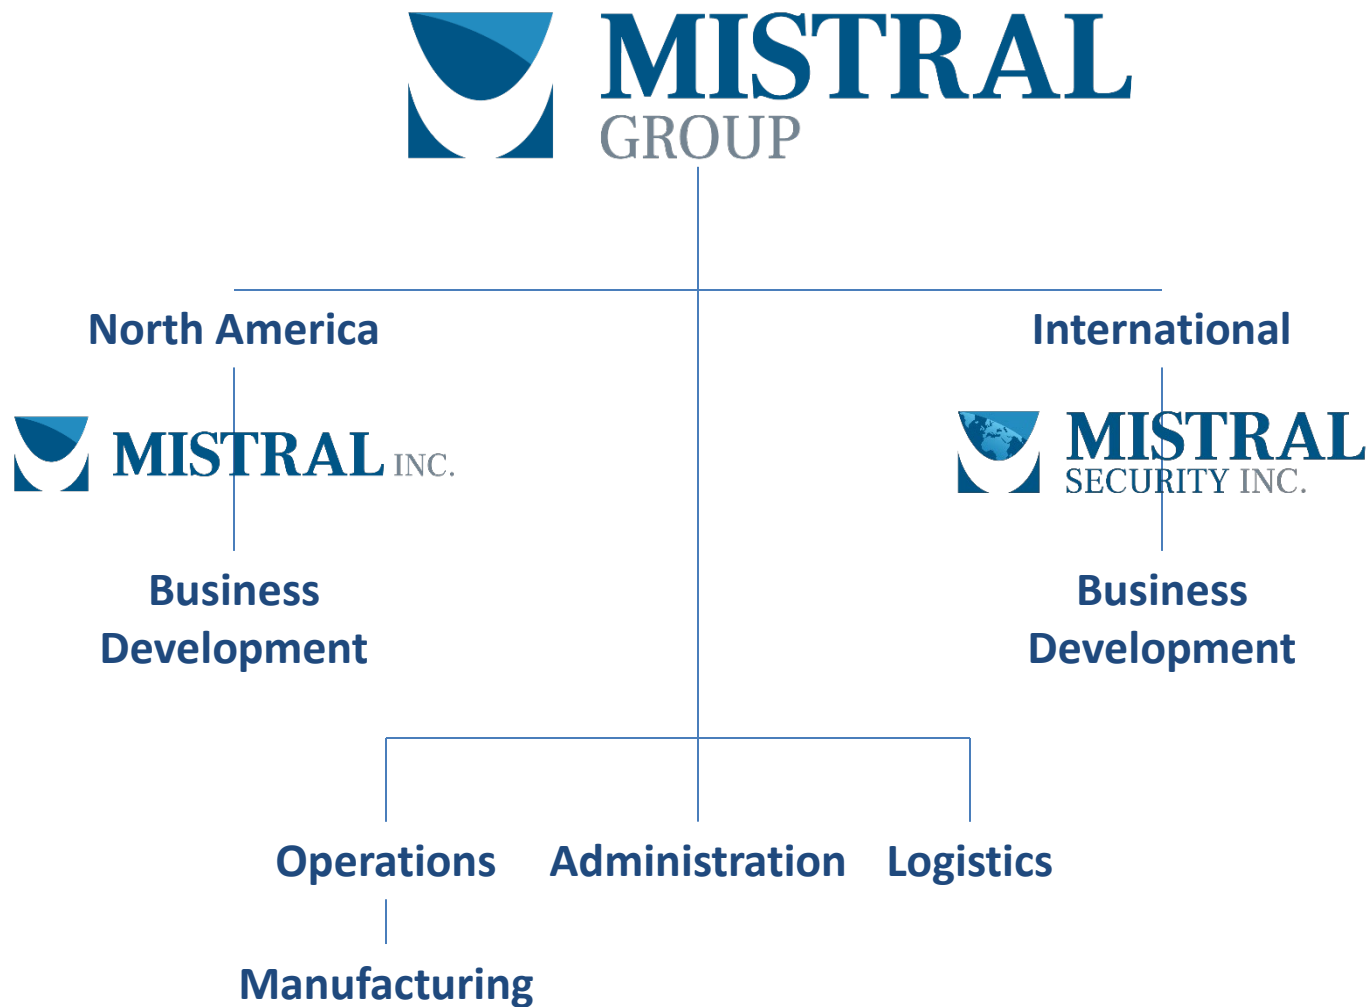 MISTRAL
GROUP
North America
International
MISTRAL INC.
MISTRAL
SECURITY INC.
Business
Development
Business
Development
Operations
Administration
Logistics
Manufacturing